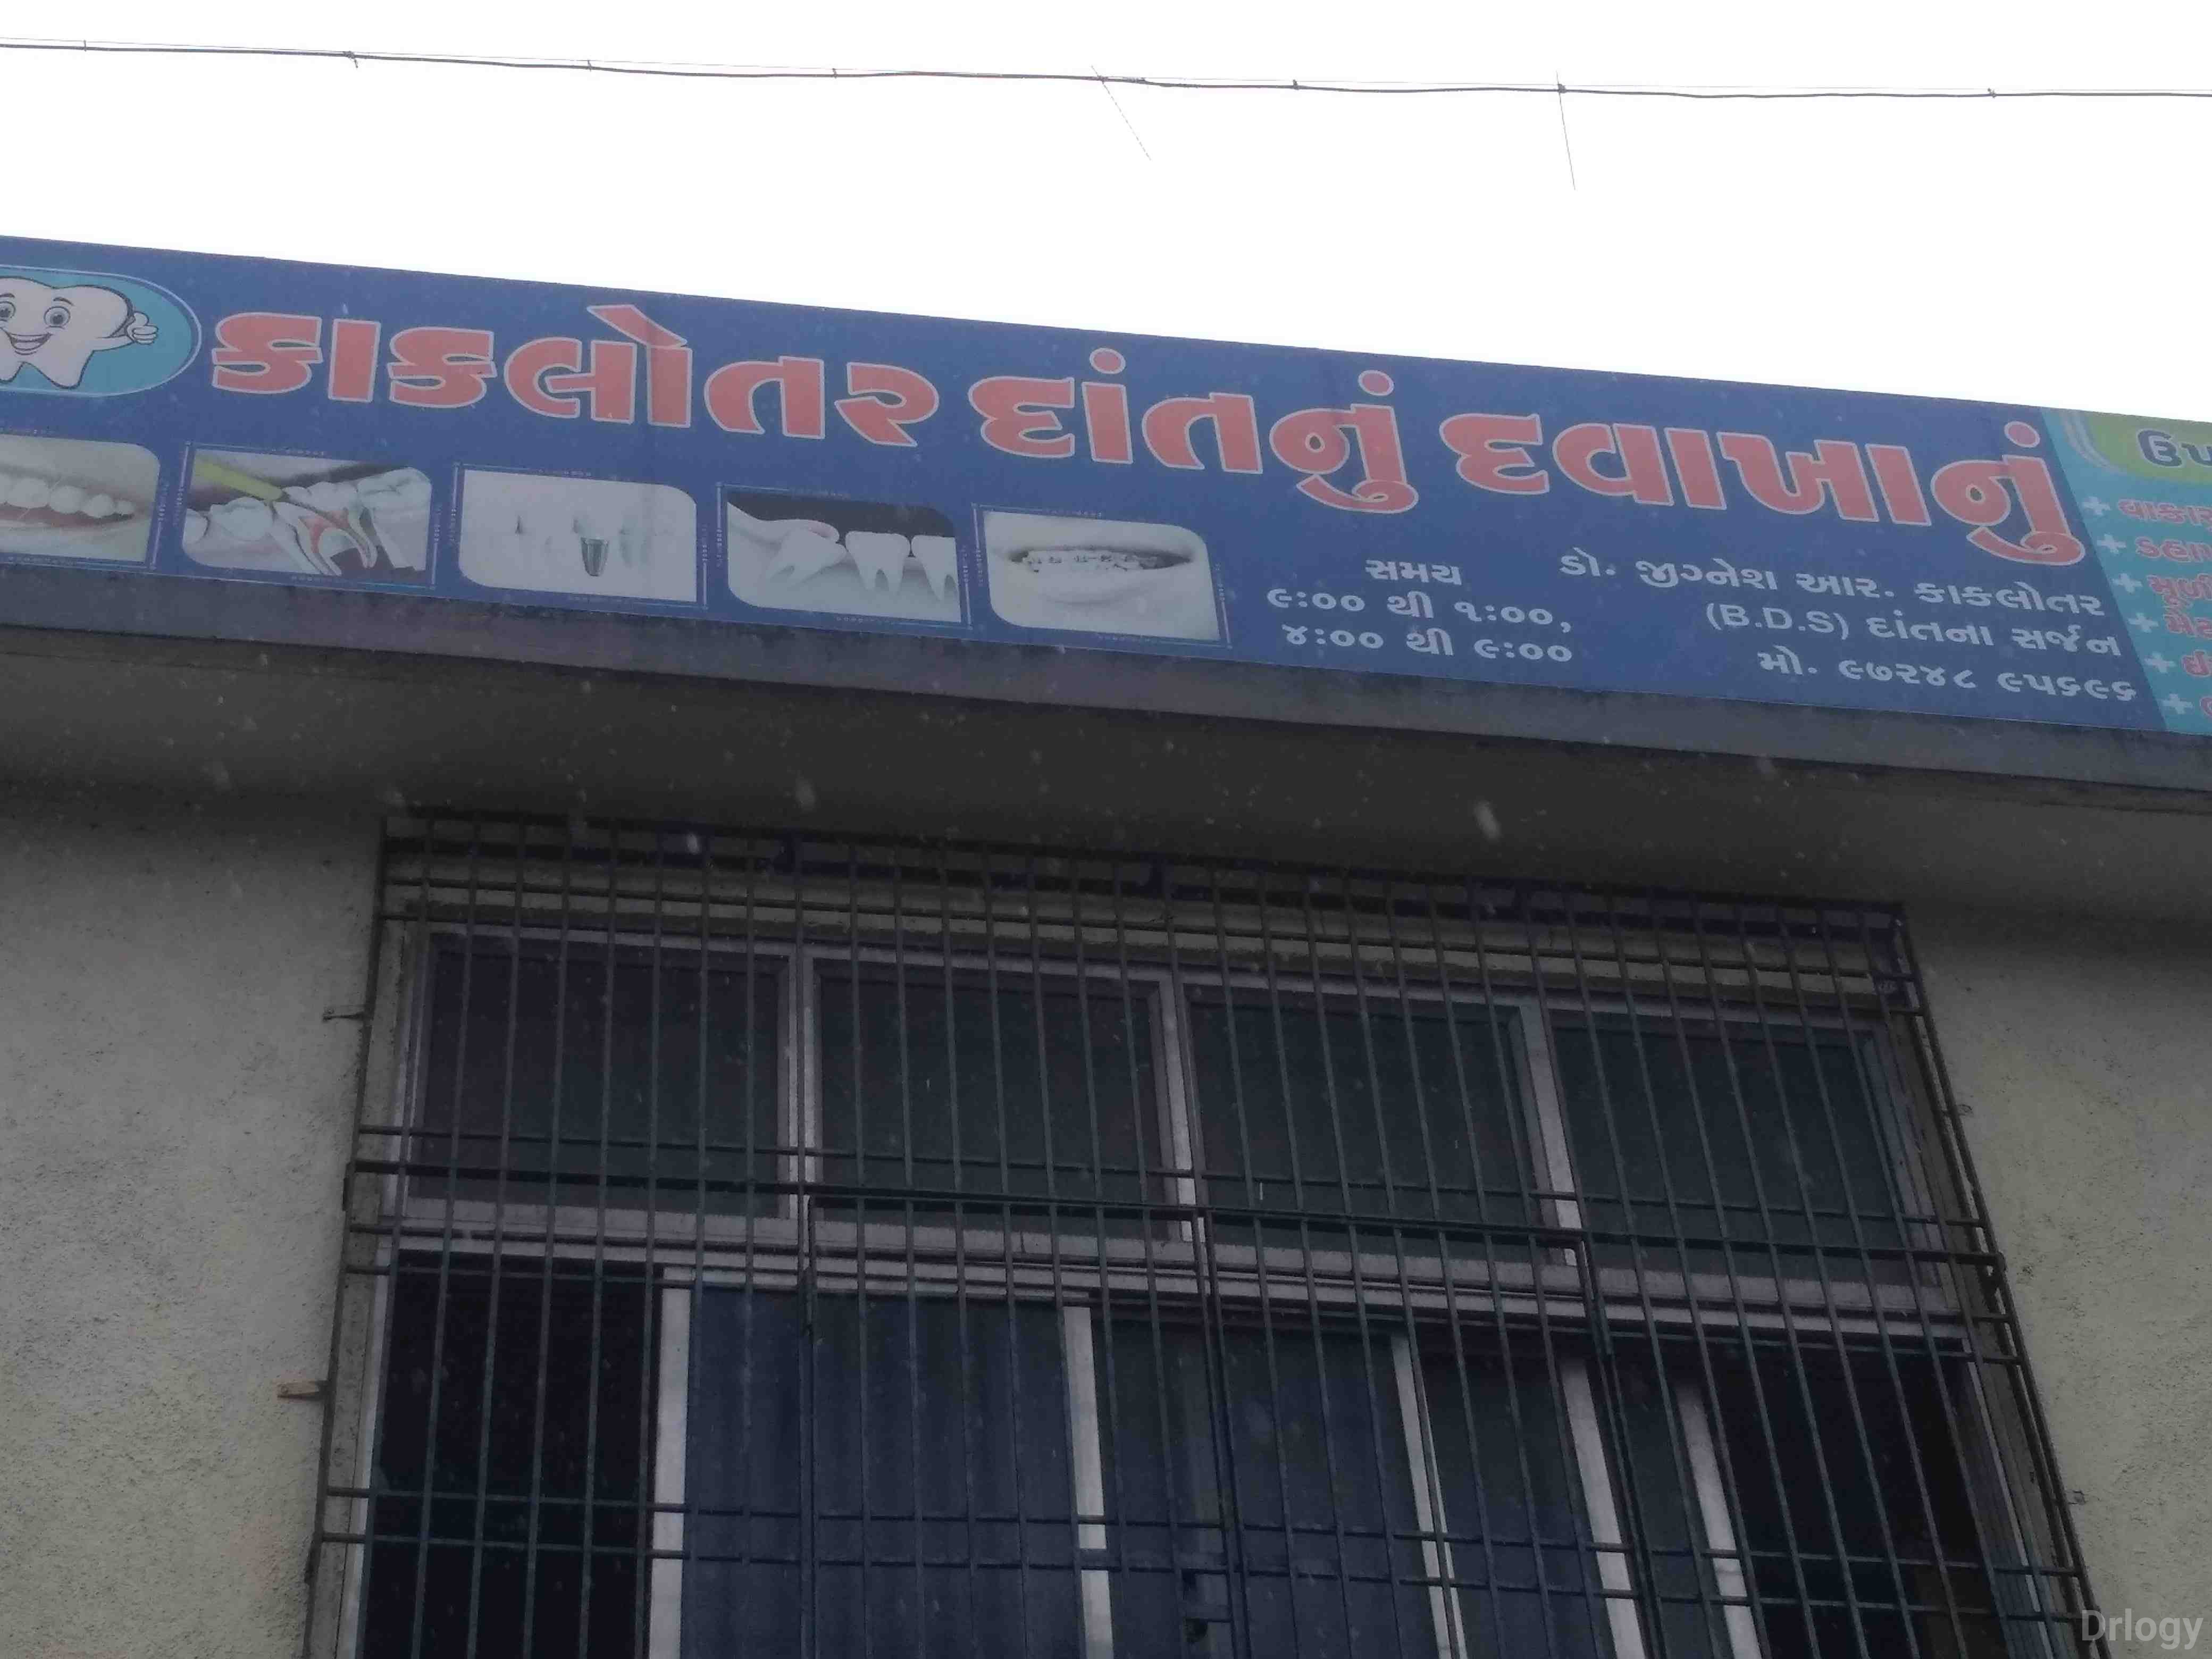 કાકલોતર દાંતનું દવાખાનું
સમય
૯:૦૦ થી ૧:૦૦,
૪:૦૦ થી ૯:૦૦
ડો. જીગ્નેશ આર. કાકલોતર
(B.D.S) દાંતના સર્જન
મો. ૯૭૨૪૮ ૯૫૬૯૬
Drlogy